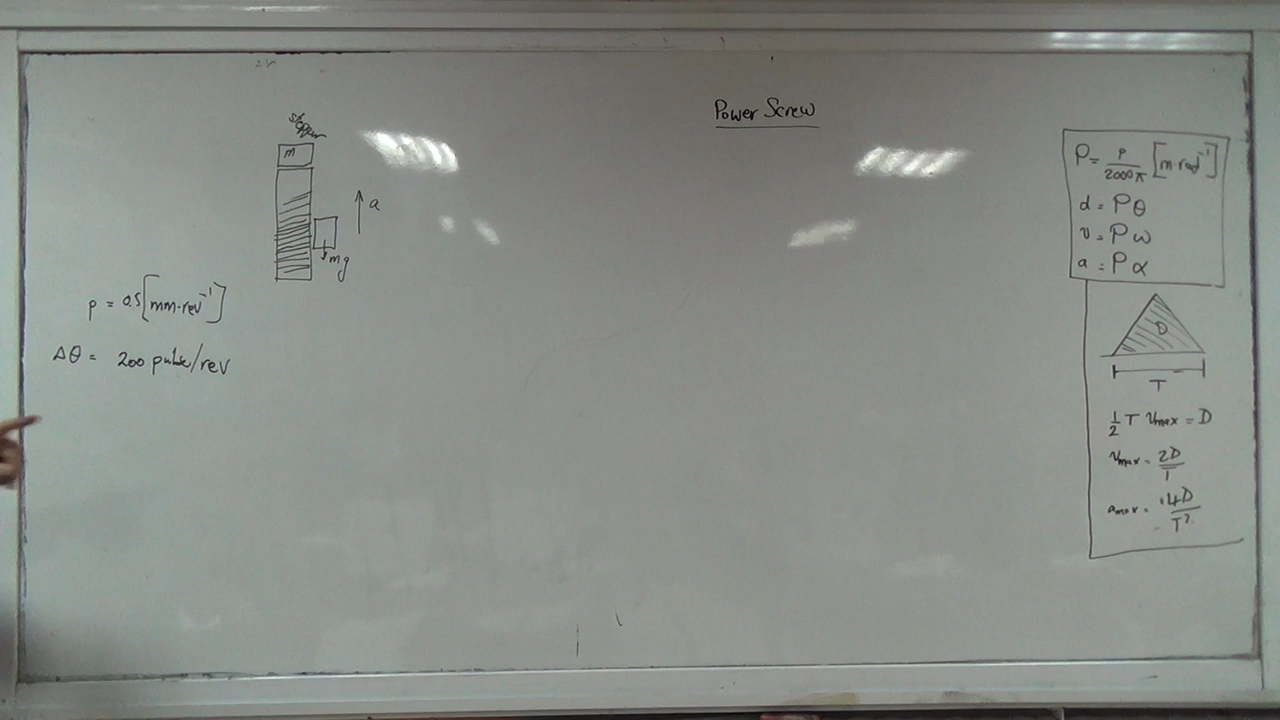 Power Screw
stepper
m
a
mg
p = 0.5 [mm·rev⁻¹]
Δθ = 200 pulse/rev
P = p/2000π [m·rad⁻¹]
d = Pθ
v = Pω
a = Pα
D
T
1/2 T vmax = D
vmax = 2D/T
amax = 4D/T²